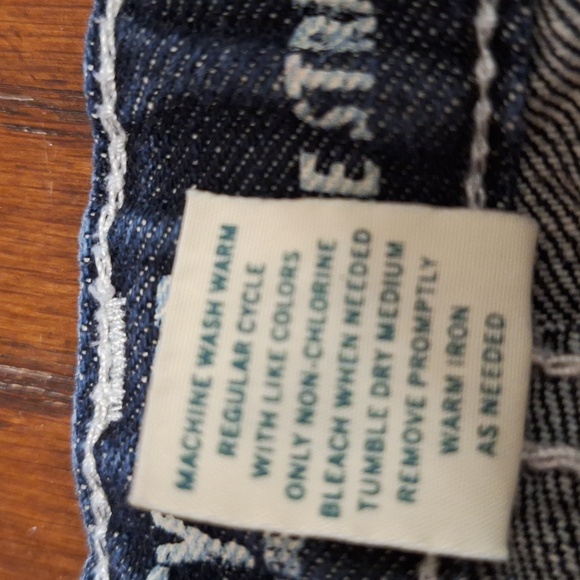 MACHINE WASH WARM
REGULAR CYCLE
WITH LIKE COLORS
ONLY NON-CHLORINE
BLEACH WHEN NEEDED
TUMBLE DRY MEDIUM
REMOVE PROMPTLY
WARM IRON
AS NEEDED